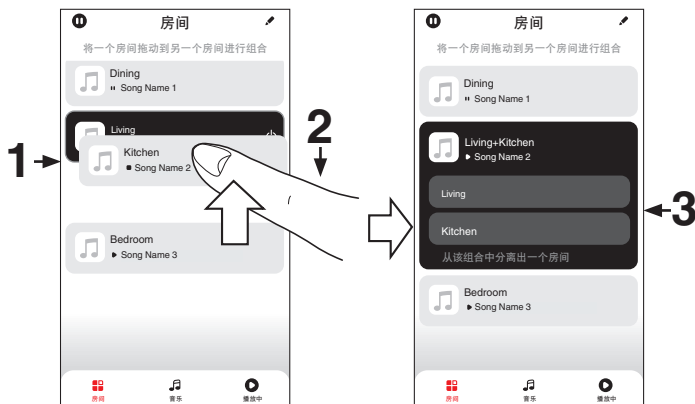 房间
将一个房间拖动到另一个房间进行组合
Dining
Song Name 1
Living
Kitchen
Song Name 2
Bedroom
Song Name 3
房间
音乐
播放中
1
2
房间
将一个房间拖动到另一个房间进行组合
Dining
Song Name 1
Living+Kitchen
Song Name 2
Living
Kitchen
从该组合中分离出一个房间
Bedroom
Song Name 3
房间
音乐
播放中
3